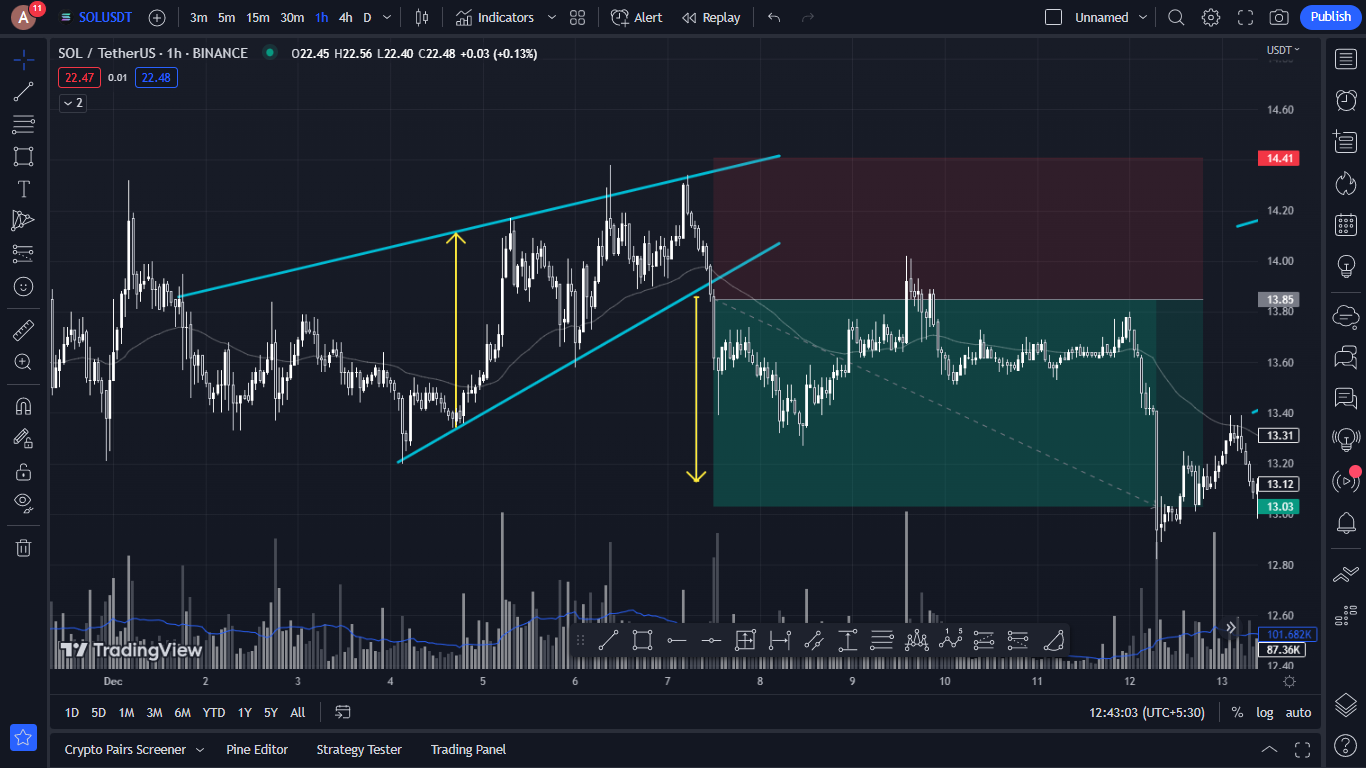 A 11 SOLUSDT 3m 5m 15m 30m 1h 4h D Indicators Alert Replay Unnamed Publish
SOL / TetherUS · 1h · BINANCE O22.45 H22.56 L22.40 C22.48 +0.03 (+0.13%)
USDT
22.47 0.01 22.48
2
T
14.60
14.41
14.20
14.00
13.85
13.80
13.60
13.40
13.31
13.20
13.12
13.03
13.00
12.80
12.60
101.682K
87.36K
12.40
5
TradingView
Dec 2 3 4 5 6 7 8 9 10 11 12 13
1D 5D 1M 3M 6M YTD 1Y 5Y All 12:43:03 (UTC+5:30) % log auto
Crypto Pairs Screener Pine Editor Strategy Tester Trading Panel